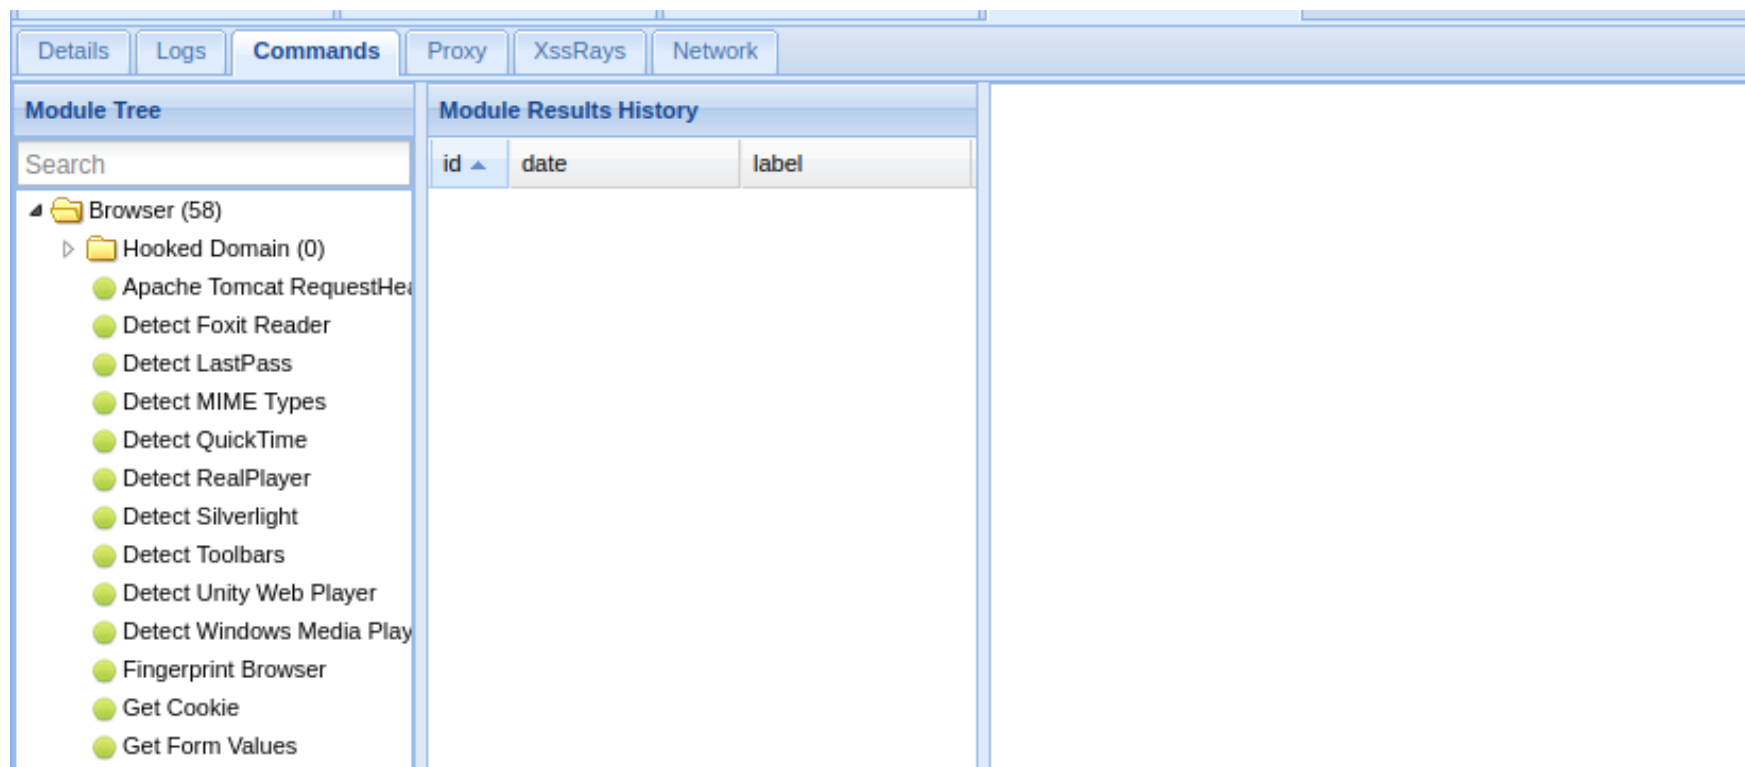 Details Logs Commands Proxy XssRays Network
Module Tree
Module Results History
Search
id date label
Browser (58)
Hooked Domain (0)
Apache Tomcat
Detect Foxit Reader
Detect LastPass
Detect MIME Types
Detect QuickTime
Detect RealPlayer
Detect Silverlight
Detect Toolbars
Detect Unity Web Player
Detect Windows Media Play
Fingerprint Browser
Get Cookie
Get Form Values